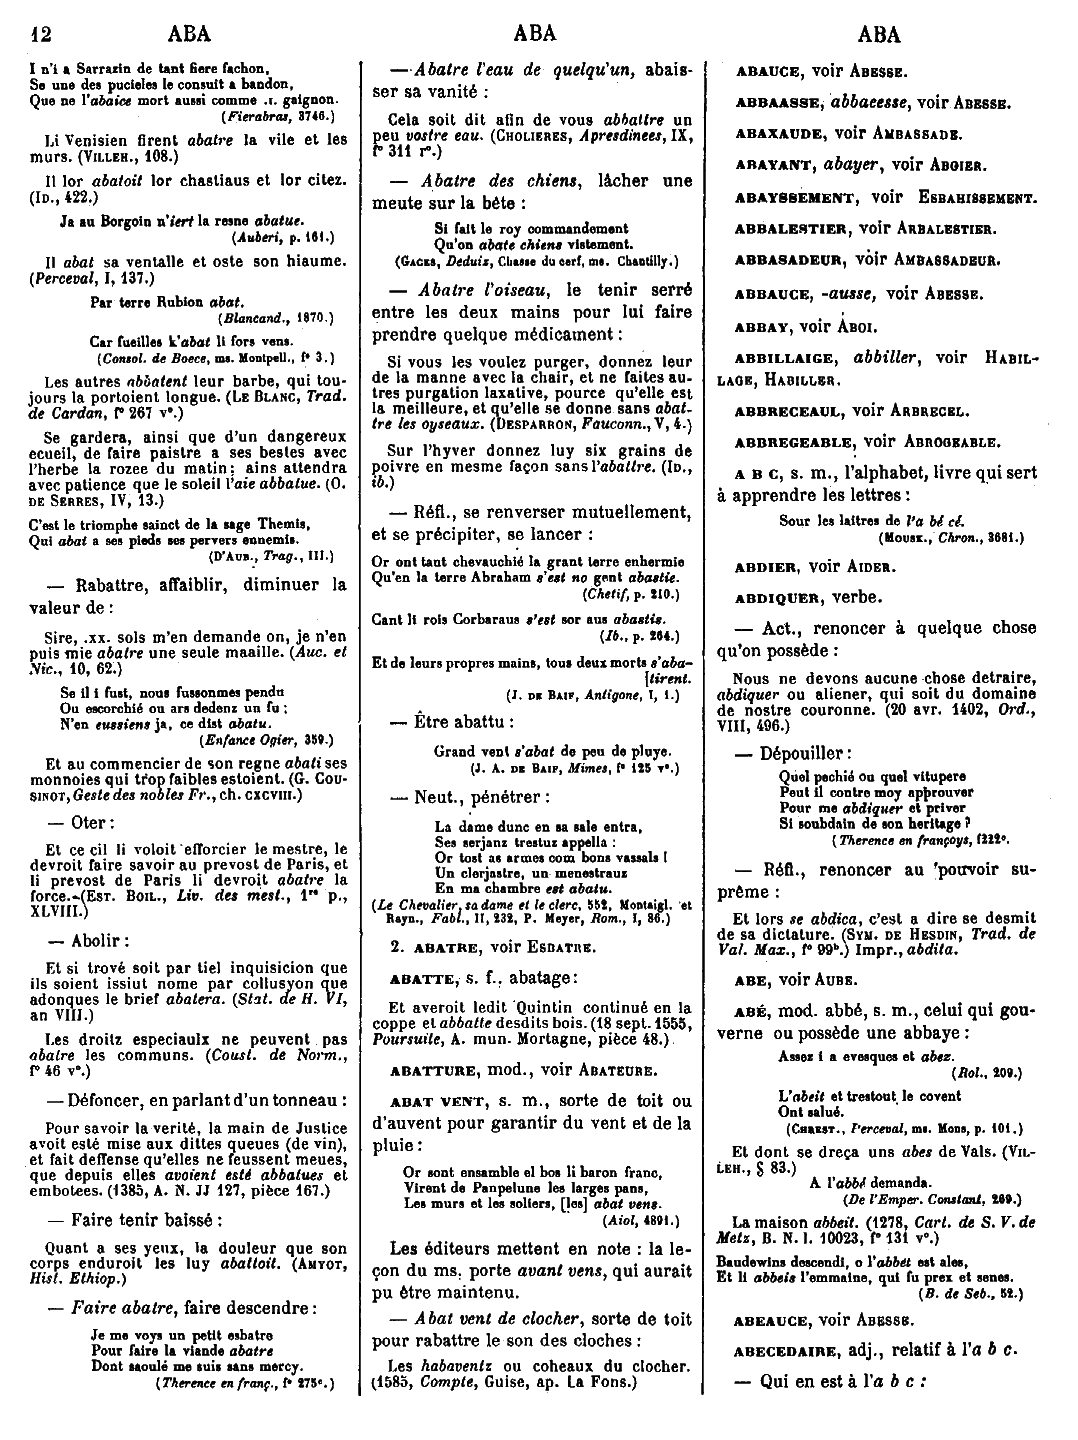 12 ABA ABA ABA
I n'i a Sarrazin de tant fiere fachon,
Se une des puceles le consuit a bandon,
Que ne l'abaice mort aussi comme .I. gaignon.
(Fierabras, 3746.)
Li Venisien firent abatre la vile et les
murs. (VILLEH., 108.)
Il lor abatoit lor chastiaus et lor citez.
(ID., 422.)
Ja au Borgoin n'iert la resne abatue.
(Auberi, p. 161.)
Il abat sa ventalle et oste son hiaume.
(Perceval, I, 137.)
Par terre Rubion abat.
(Blancand., 1870.)
Car fueilles k'abat li fors vens.
(Consol. de Boece, ms. Montpell., f° 3.)
Les autres abbatent leur barbe, qui tou-
jours la portoient longue. (LE BLANC, Trad.
de Cardan, f° 267 v°.)
Se gardera, ainsi que d'un dangereux
ecueil, de faire paistre a ses bestes avec
l'herbe la rozee du matin; ains attendra
avec patience que le soleil l'aie abbatue. (O.
DE SERRES, IV, 13.)
C'est le triomphe sainct de la sage Themis,
Qui abat a ses pieds ses pervers ennemis.
(D'AUB., Trag., III.)
— Rabattre, affaiblir, diminuer la
valeur de :
Sire, .xx. sols m'en demande on, je n'en
puis mie abatre une seule maaille. (Auc. et
Nic., 10, 62.)
Se il i fust, nous fussonmes pendu
Ou escorchié ou ars dedenz un fu ;
N'en eussiens ja, ce dist abatu.
(Enfance Ogier, 359.)
Et au commencier de son regne abati ses
monnoies qui trop faibles estoient. (G. COU-
SINOT, Geste des nobles Fr., ch. CXCVIII.)
— Oter :
Et ce cil li voloit efforcier le mestre, le
devroit faire savoir au prevost de Paris, et
li prevost de Paris li devroit abatre la
force. (EST. BOIL., Liv. des mest., 1re p.,
XLVIII.)
— Abolir :
Et si trové soit par tiel inquisicion que
ils soient issiut nome par collusyon que
adonques le brief abatera. (Stat. de H. VI,
an VIII.)
Les droitz especiaulx ne peuvent pas
abatre les communs. (Coust. de Norm.,
f° 46 v°.)
— Défoncer, en parlant d'un tonneau :
Pour savoir la verité, la main de Justice
avoit esté mise aux dittes queues (de vin),
et fait deffense qu'elles ne feussent meues,
que depuis elles avoient esté abbatues et
embotees. (1385, A. N. JJ 127, pièce 167.)
— Faire tenir baissé :
Quant a ses yeux, la douleur que son
corps enduroit les luy abattoit. (AMYOT,
Hist. Ethiop.)
— Faire abatre, faire descendre :
Je me voys un petit esbatre
Pour faire la viande abatre
Dont saoulé me suis sans mercy.
(Therence en franç., f° 275c.)
— Abatre l'eau de quelqu'un, abais-
ser sa vanité :
Cela soit dit afin de vous abbattre un
peu vostre eau. (CHOLIERES, Apresdinees, IX,
f° 311 r°.)
— Abatre des chiens, lâcher une
meute sur la bête :
Si fait le roy commandement
Qu'on abate chiens vistement.
(GACES, Deduiz, Chasse du cerf, ms. Chantilly.)
— Abatre l'oiseau, le tenir serré
entre les deux mains pour lui faire
prendre quelque médicament :
Si vous les voulez purger, donnez leur
de la manne avec la chair, et ne faites au-
tres purgation laxative, pource qu'elle est
la meilleure, et qu'elle se donne sans abat-
tre les oyseaux. (DESPARRON, Fauconn., V, 4.)
Sur l'hyver donnez luy six grains de
poivre en mesme façon sans l'abattre. (ID.,
ib.)
— Réfl., se renverser mutuellement,
et se précipiter, se lancer :
Or ont tant chevauchié la grant terre enhermie
Qu'en la terre Abraham s'est no gent abastie.
(Chetif, p. 210.)
Cant li rois Corbaraus s'est sor aus abastis.
(Ib., p. 264.)
Et de leurs propres mains, tous deux morts s'aba-
[tirent.
(J. DE BAIF, Antigone, I, 1.)
— Être abattu :
Grand vent s'abat de peu de pluye.
(J. A. DE BAIF, Mimes, f° 125 v°.)
— Neut., pénétrer :
La dame dunc en sa sale entra,
Ses serjanz trestuz appella :
Or tost as armes com bons vassals !
Un clerjastre, un menestraus
En ma chambre est abatu.
(Le Chevalier, sa dame et le clerc, 552, Montaigl. et
Rayn., Fabl., II, 232, P. Meyer, Rom., I, 86.)
2. ABATRE, voir ESBATRE.
ABATTE, s. f., abatage :
Et averoit ledit Quintin continué en la
coppe et abbatte desdits bois. (18 sept. 1555,
Poursuite, A. mun. Mortagne, pièce 48.)
ABATTURE, mod., voir ABATEURE.
ABAT VENT, s. m., sorte de toit ou
d'auvent pour garantir du vent et de la
pluie :
Or sont ensamble el bos li baron franc,
Virent de Panpelune les larges pans,
Les murs et les soliers, [les] abat vens.
(Aiol, 4891.)
Les éditeurs mettent en note : la le-
çon du ms. porte avant vens, qui aurait
pu être maintenu.
— Abat vent de clocher, sorte de toit
pour rabattre le son des cloches :
Les habaventz ou coheaux du clocher.
(1585, Compte, Guise, ap. La Fons.)
ABAUCE, voir ABESSE.
ABBAASSE, abbaeesse, voir ABESSE.
ABAXAUDE, voir AMBASSADE.
ABAYANT, abayer, voir ABOIER.
ABAYSSEMENT, voir ESBAHISSEMENT.
ABBALESTIER, voir ARBALESTIER.
ABBASADEUR, voir AMBASSADEUR.
ABBAUCE, -ausse, voir ABESSE.
ABBAY, voir ABOI.
ABBILLAIGE, abbiller, voir HABIL-
LAGE, HABILLER.
ABBRECEAUL, voir ARBRECEL.
ABBREGEABLE, voir ABROGEABLE.
A B C, s. m., l'alphabet, livre qui sert
à apprendre les lettres :
Sour les laitres de l'a bé cé.
(MOUSK., Chron., 3681.)
ABDIER, voir AIDER.
ABDIQUER, verbe.
— Act., renoncer à quelque chose
qu'on possède :
Nous ne devons aucune chose detraire,
abdiquer ou aliener, qui soit du domaine
de nostre couronne. (20 avr. 1402, Ord.,
VIII, 496.)
— Dépouiller :
Quel pechié ou quel vitupere
Peut il contre moy approuver
Pour me abdiquer et priver
Si soubdain de son heritage ?
(Therence en françoys, f222c.
— Réfl., renoncer au pouvoir su-
prême :
Et lors se abdica, c'est a dire se desmit
de sa dictature. (SYM. DE HESDIN, Trad. de
Val. Max., f° 99b.) Impr., abdita.
ABE, voir AUBE.
ABÉ, mod. abbé, s. m., celui qui gou-
verne ou possède une abbaye :
Assez i a evesques et abez.
(Rol., 209.)
L'abeit et trestout le covent
Ont salué.
(CHREST., Perceval, ms. Mons, p. 101.)
Et dont se dreça uns abes de Vals. (VIL-
LEH., § 83.)
A l'abbé demanda.
(De l'Emper. Constant, 269.)
La maison abbeit. (1278, Cart. de S. V. de
Metz, B. N. l. 10023, f° 131 v°.)
Baudewins descendi, o l'abbet est ales,
Et li abbeis l'emmaine, qui fu prex et senes.
(B. de Seb., 52.)
ABEAUCE, voir ABESSE.
ABECEDAIRE, adj., relatif à l'a b c.
— Qui en est à l'a b c :